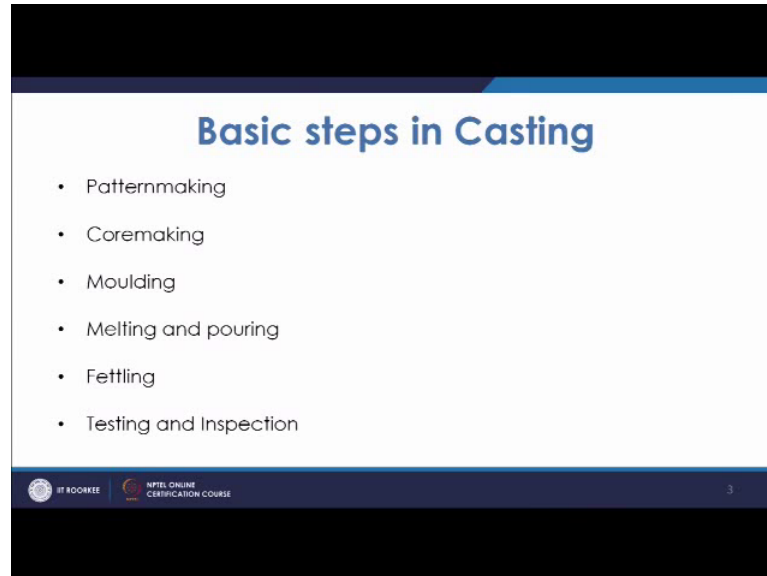 Basic steps in Casting
• Patternmaking
• Coremaking
• Moulding
• Melting and pouring
• Fettling
• Testing and Inspection
IIT ROORKEE
NPTEL ONLINE
CERTIFICATION COURSE
3